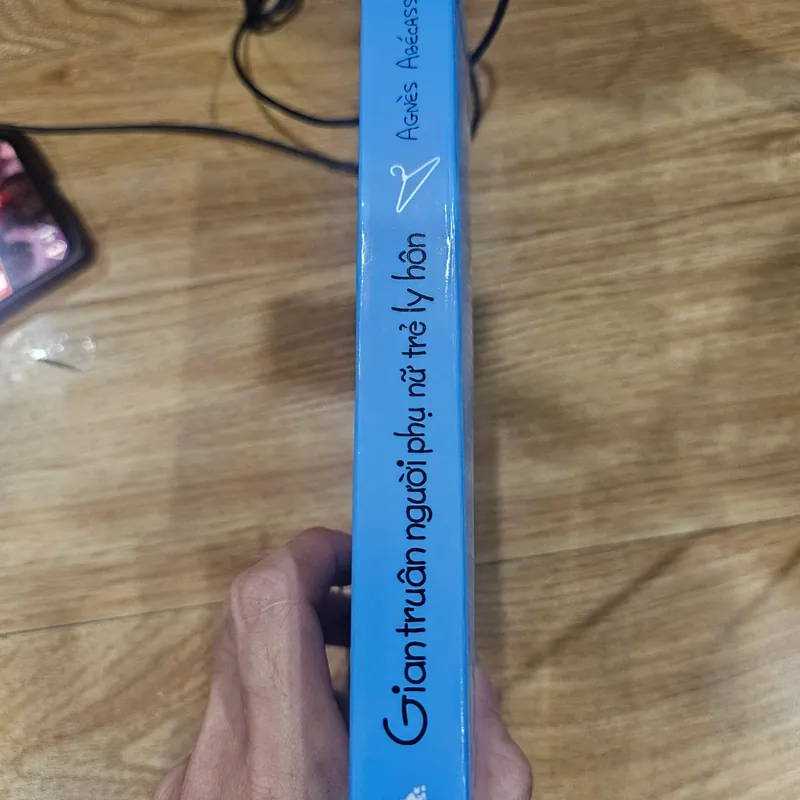 Gian truân người phụ nữ trẻ ly hôn
AGNÈS ABÉCASS